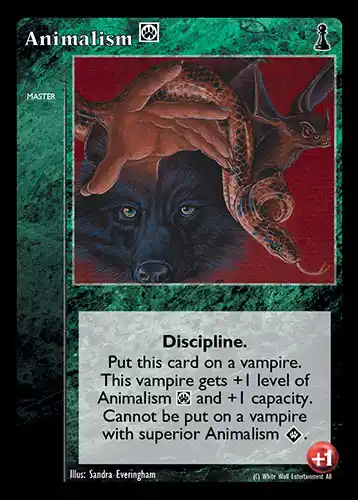 Animalism
MASTER
Discipline.
Put this card on a vampire.
This vampire gets +1 level of
Animalism and +1 capacity.
Cannot be put on a vampire
with superior Animalism .
+1
Illus: Sandra Everingham
(C) White Wolf Entertainment AB